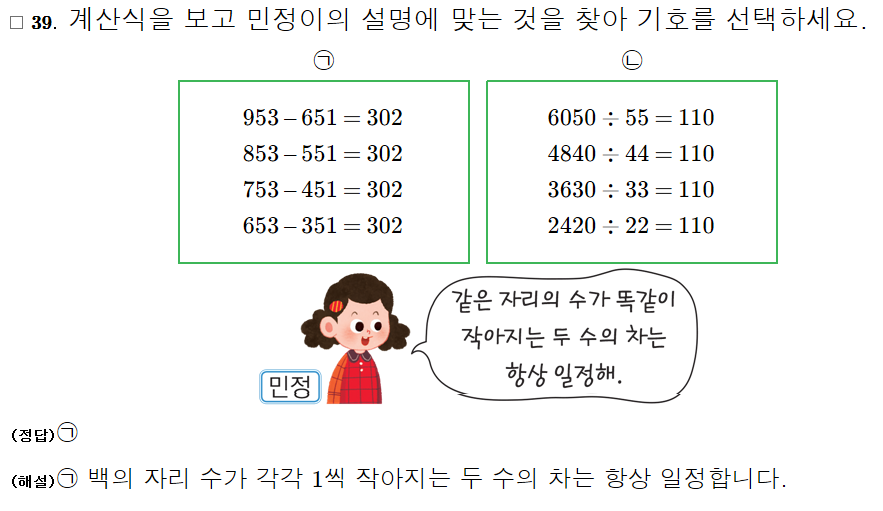 □ 39. 계산식을 보고 민정이의 설명에 맞는 것을 찾아 기호를 선택하세요.
㉠ ㉡
953 – 651 = 302
853 – 551 = 302
753 – 451 = 302
653 – 351 = 302
6050 ÷ 55 = 110
4840 ÷ 44 = 110
3630 ÷ 33 = 110
2420 ÷ 22 = 110
같은 자리의 수가 똑같이
작아지는 두 수의 차는
항상 일정해.
민정
(정답)㉠
(해설)㉠ 백의 자리 수가 각각 1씩 작아지는 두 수의 차는 항상 일정합니다.